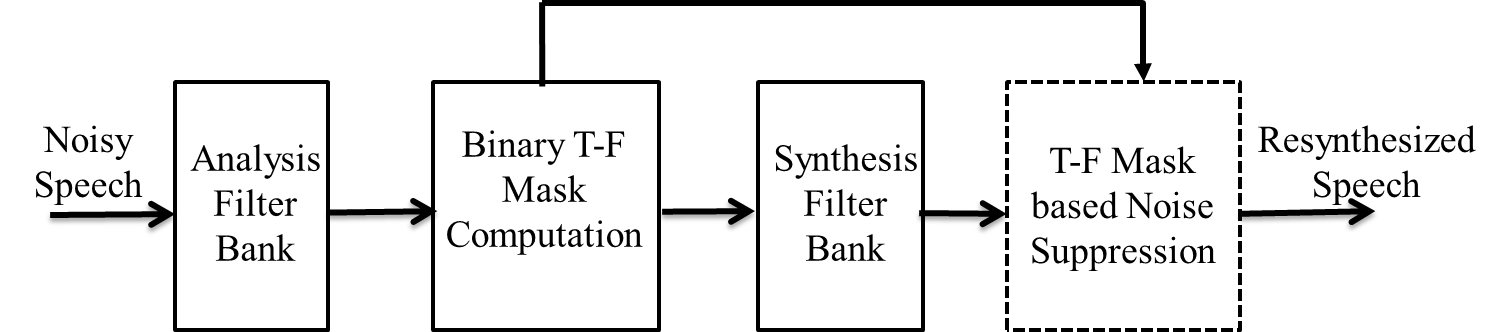 Noisy
Speech
Analysis
Filter
Bank
Binary T-F
Mask
Computation
Synthesis
Filter
Bank
T-F Mask
based Noise
Suppression
Resynthesized
Speech